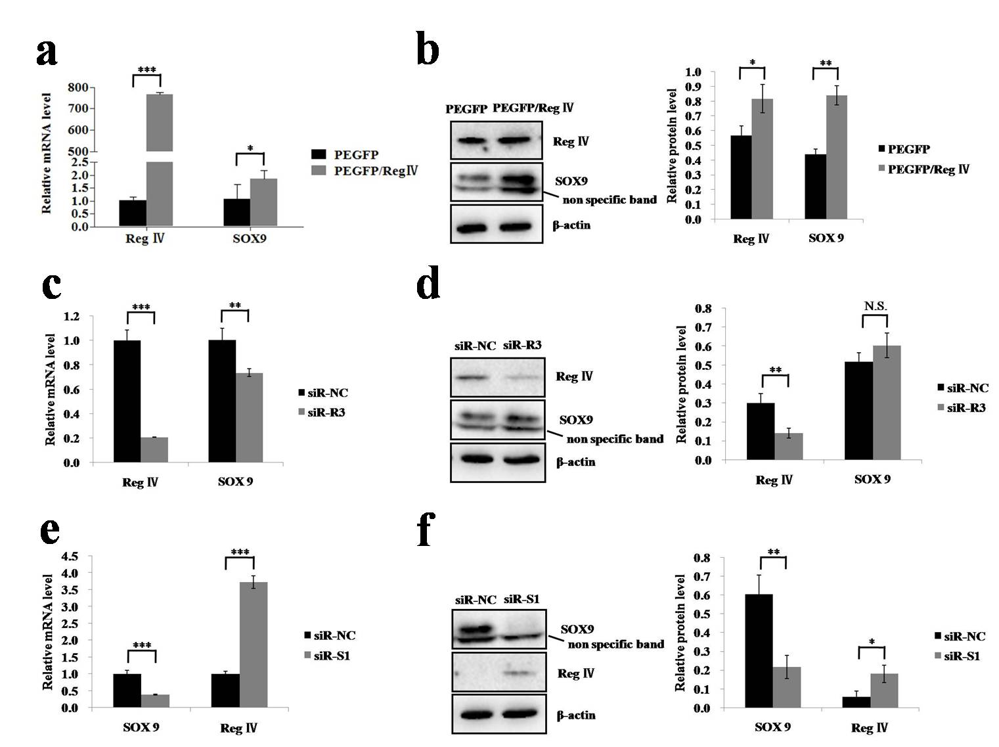 a
***
800
700
600
500
2.5
2.0
1.5
1.0
0.5
0.0
Relative mRNA level
*
Reg Ⅳ
SOX9
PEGFP
PEGFP/RegⅣ
b
PEGFP PEGFP/Reg Ⅳ
Reg Ⅳ
SOX9
non specific band
β-actin
*
**
1.0
0.9
0.8
0.7
0.6
0.5
0.4
0.3
0.2
0.1
0.0
Relative protein level
Reg Ⅳ
SOX 9
PEGFP
PEGFP/Reg Ⅳ
c
***
**
1.2
1.0
0.8
0.6
0.4
0.2
0.0
Relative mRNA level
Reg Ⅳ
SOX 9
siR-NC
siR-R3
d
siR-NC siR-R3
Reg Ⅳ
SOX9
non specific band
β-actin
N.S.
**
0.8
0.7
0.6
0.5
0.4
0.3
0.2
0.1
0.0
Relative protein level
Reg Ⅳ
SOX 9
siR-NC
siR-R3
e
***
***
4.5
4.0
3.5
3.0
2.5
2.0
1.5
1.0
0.5
0.0
Relative mRNA level
SOX 9
Reg Ⅳ
siR-NC
siR-S1
f
siR-NC siR-S1
SOX9
non specific band
Reg Ⅳ
β-actin
**
*
0.8
0.7
0.6
0.5
0.4
0.3
0.2
0.1
0.0
Relative protein level
SOX 9
Reg Ⅳ
siR-NC
siR-S1